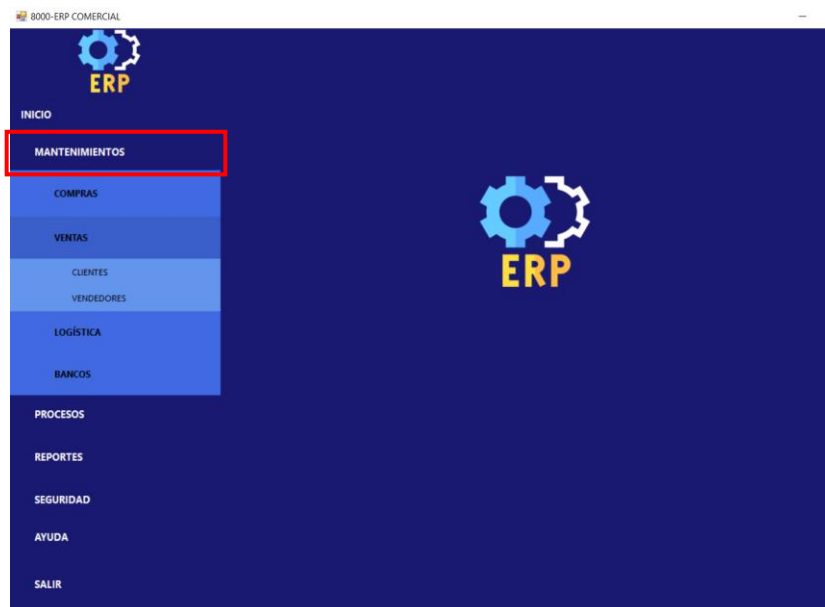 8000-ERP COMERCIAL
ERP
INICIO
MANTENIMIENTOS
COMPRAS
VENTAS
CLIENTES
VENDEDORES
LOGÍSTICA
BANCOS
PROCESOS
REPORTES
SEGURIDAD
AYUDA
SALIR
ERP